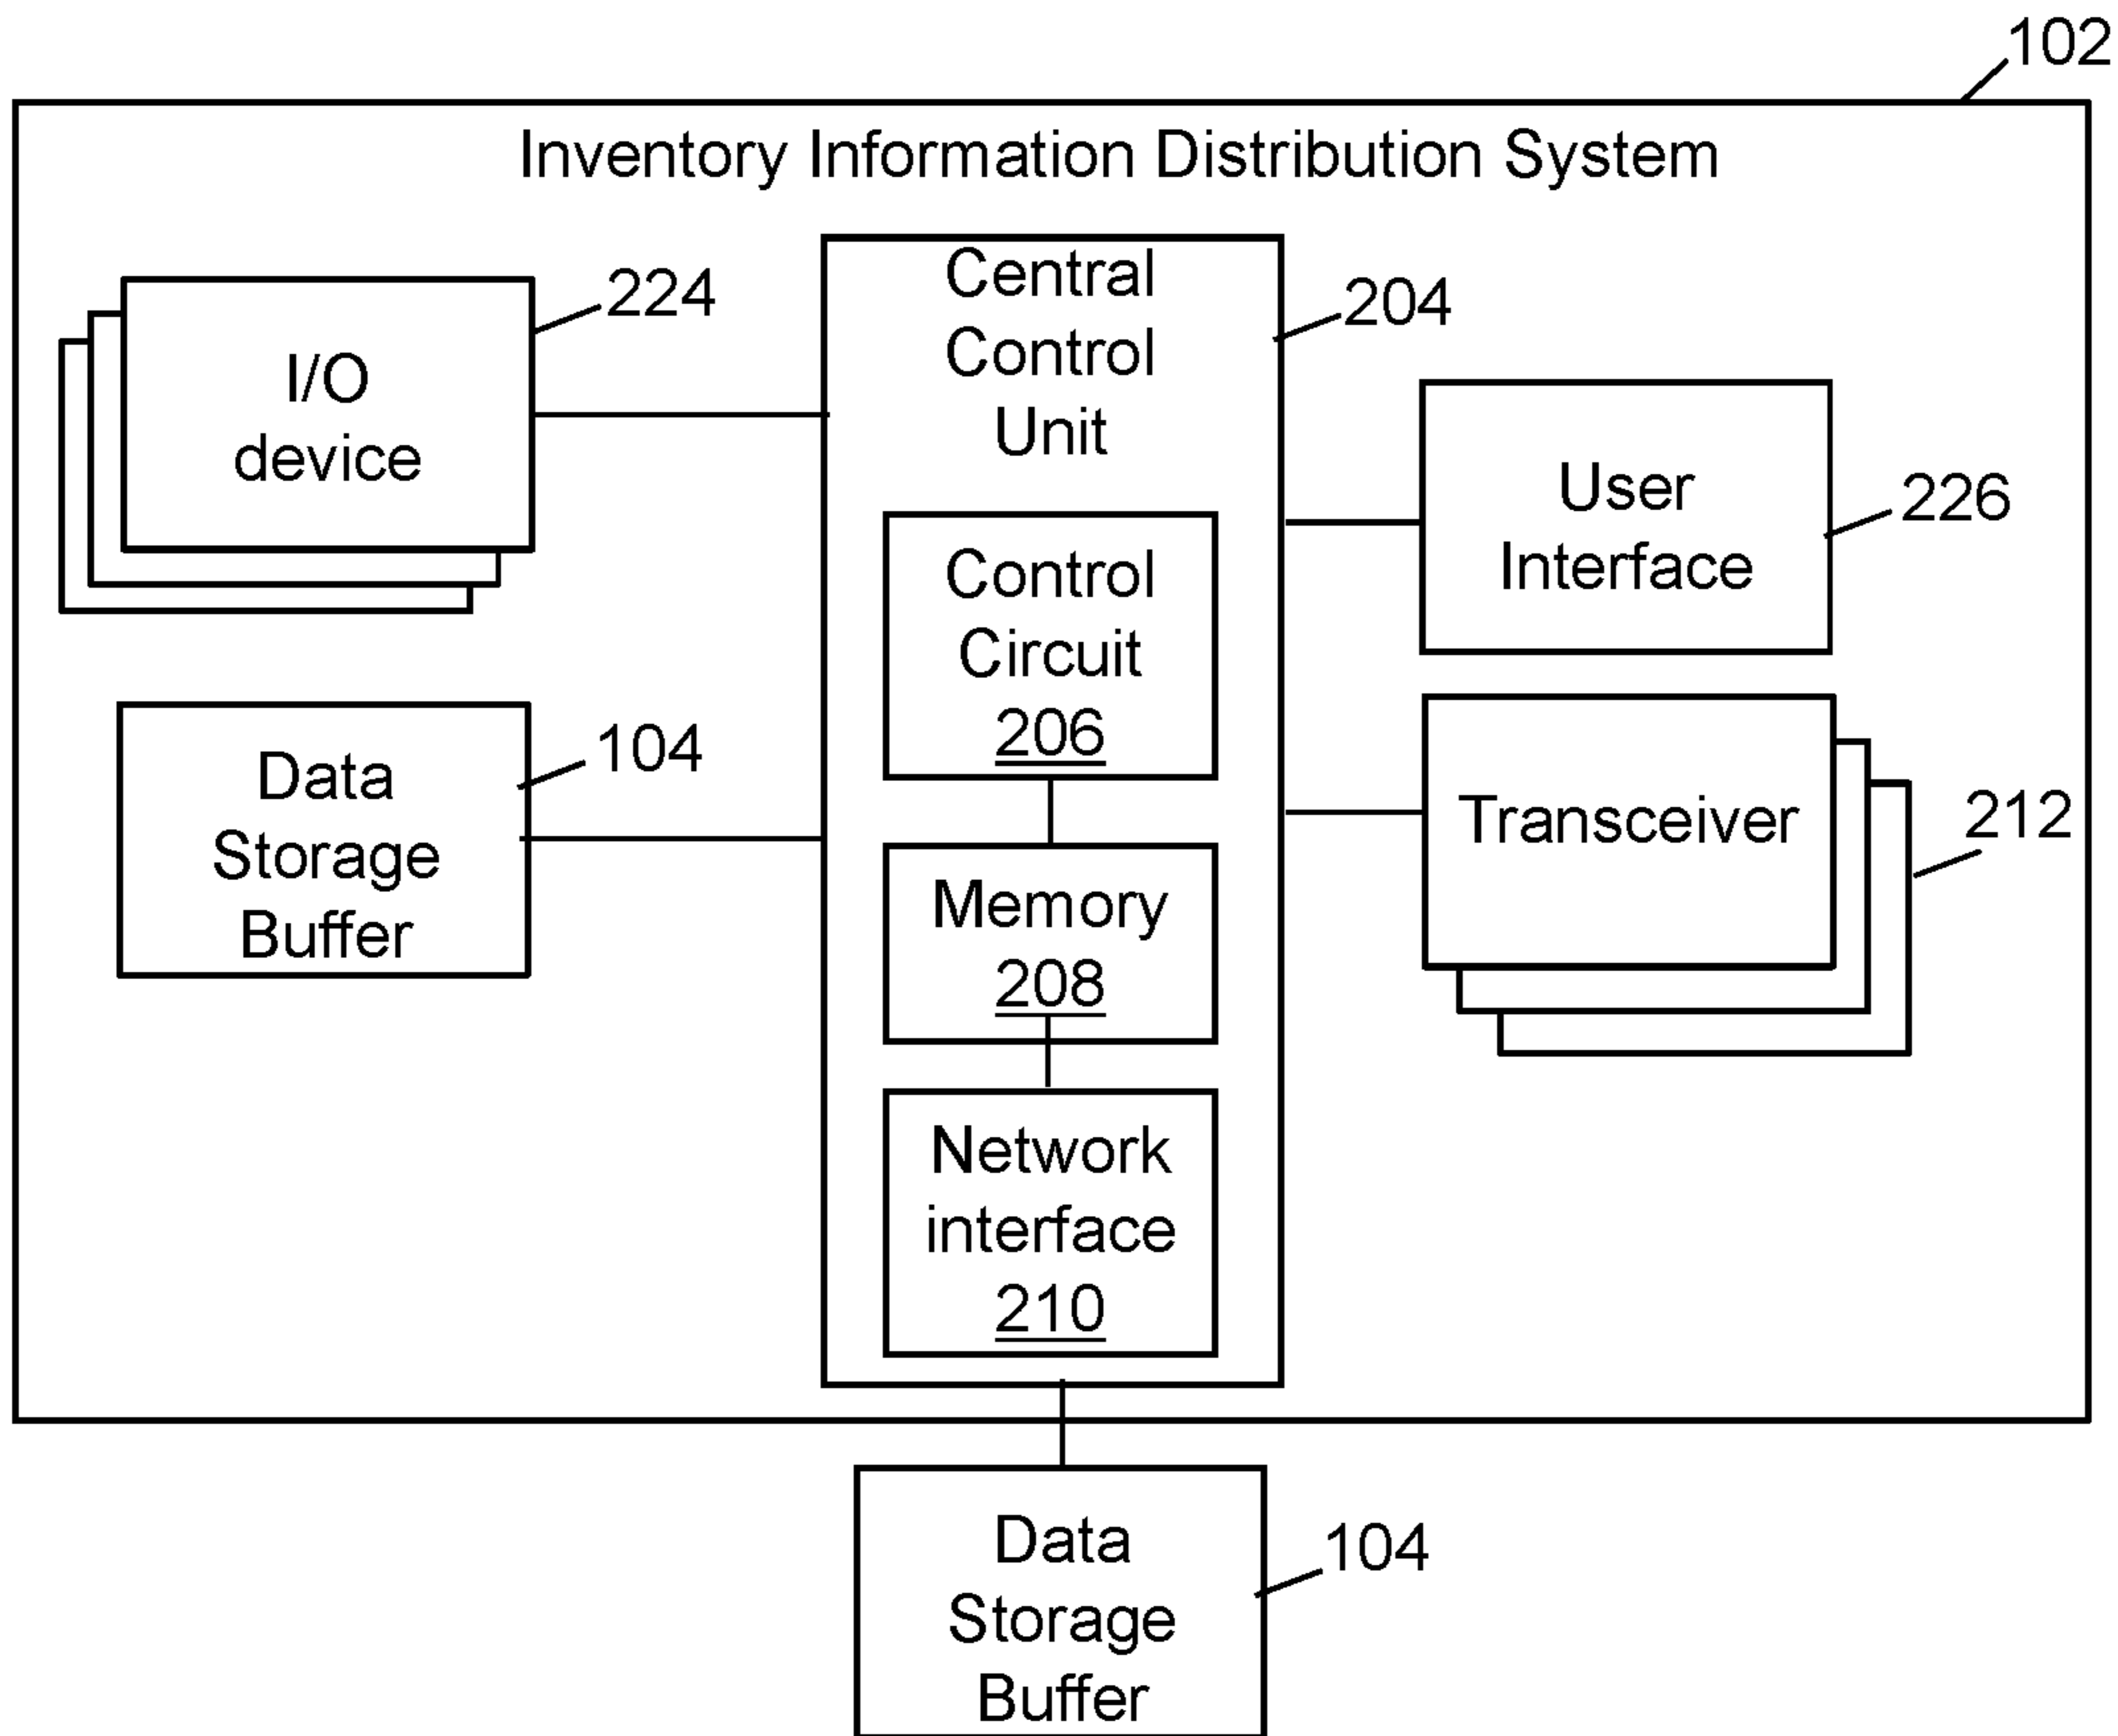 102
Inventory Information Distribution System
I/O
device
224
Data
Storage
Buffer
104
Central
Control
Unit
204
Control
Circuit
206
Memory
208
Network
interface
210
User
Interface
226
Transceiver
212
Data
Storage
Buffer
104